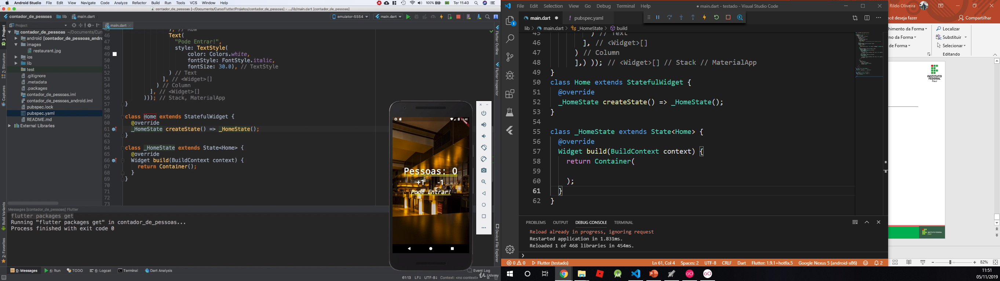 Android Studio File Edit View Navigate Code Analyze Refactor Build Run Tools VCS Window Help
100% Ter 11:40
contador_de_pessoas [~/Documents/CursoFlutter/Projetos/contador_de_pessoas] - .../lib/main.dart [contador_de_pessoas]
contador_de_pessoas lib main.dart
emulator-5554 main.dart
Project
main.dart
1: Project
Z: Structure
Captures
Build Variants
2: Favorites
contador_de_pessoas ~/Documents/Cur
android [contador_de_pessoas_andro
images
restaurant.jpg
ios
lib
test
.gitignore
.metadata
.packages
contador_de_pessoas.iml
contador_de_pessoas_android.iml
pubspec.lock
pubspec.yaml
README.md
External Libraries
45 ), // Row
46 Text(
47 "Pode Entrar!",
48 style: TextStyle(
49 color: Colors.white,
50 fontStyle: FontStyle.italic,
51 fontSize: 30.0), // TextStyle
52 ) // Text
53 ], // <Widget>[]
54 ) // Column
55 ], // <Widget>[]
56 ))); // Stack, MaterialApp
57 }
58
59 class Home extends StatefulWidget {
60 @override
61 _HomeState createState() => _HomeState();
62 }
63
64 class _HomeState extends State<Home> {
65 @override
66 Widget build(BuildContext context) {
67 return Container();
68 }
69 }
70
71
72
73
Flutter Outline
Flutter Inspector
Device File Explorer
11:40
Pessoas: 0
+1 -1
Pode Entrar!
Messages [contador_de_pessoas] Flutter
flutter packages get
Running "flutter packages get" in contador_de_pessoas...
Process finished with exit code 0
0: Messages 4: Run TODO 6: Logcat Terminal Dart Analysis Event Log
61:13 LF UTF-8 Context: <no context>
Udemy
File Edit Selection View Go Debug Terminal Help
● main.dart - testado - Visual Studio Code
main.dart pubspec.yaml
1
lib > main.dart > _HomeState > build
45 ) // Text
46 ], // <Widget>[]
47 ) // Column
48 ],) )); // <Widget>[] // Stack // MaterialApp
49 }
50 class Home extends StatefulWidget {
51 @override
52 _HomeState createState() => _HomeState();
53 }
54
55 class _HomeState extends State<Home> {
56 @override
57 Widget build(BuildContext context) {
58 return Container(
59
60 );
61 }
62 }
PROBLEMS OUTPUT DEBUG CONSOLE TERMINAL
Reload already in progress, ignoring request
Restarted application in 1.831ms.
Reloaded 1 of 468 libraries in 454ms.
0 0 Flutter (testado) Ln 61, Col 4 Spaces: 2 UTF-8 CRLF Dart Flutter: 1.9.1+hotfix.5 Google Nexus 5 (android-x86) 2
Rildo Oliveira
ocê deseja fazer
Compartilhar
himento da Forma
rno da Forma
de Forma
Localizar
Substituir
Selecionar
Editando
INSTITUTO
FEDERAL
Piauí
INSTITUTO FEDERAL
82%
11:51
05/11/2019